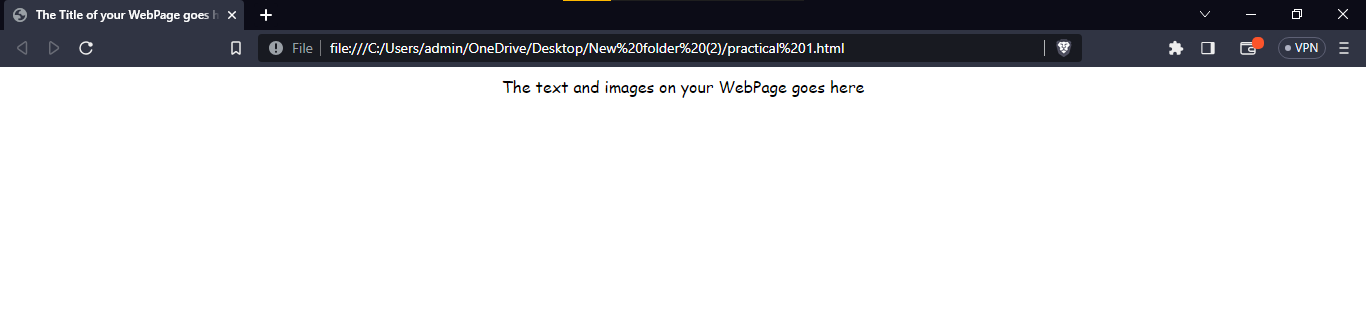 The Title of your WebPage goes h
File
file:///C:/Users/admin/OneDrive/Desktop/New%20folder%20(2)/practical%201.html
VPN
The text and images on your WebPage goes here